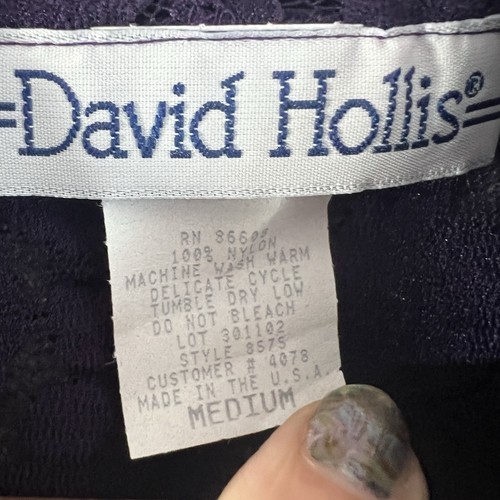 David Hollis®
RN 86608
100% NYLON
MACHINE WASH WARM
DELICATE CYCLE
TUMBLE DRY LOW
DO NOT BLEACH
LOT 301102
STYLE 8575
CUSTOMER # 4078
MADE IN THE U.S.A.
MEDIUM